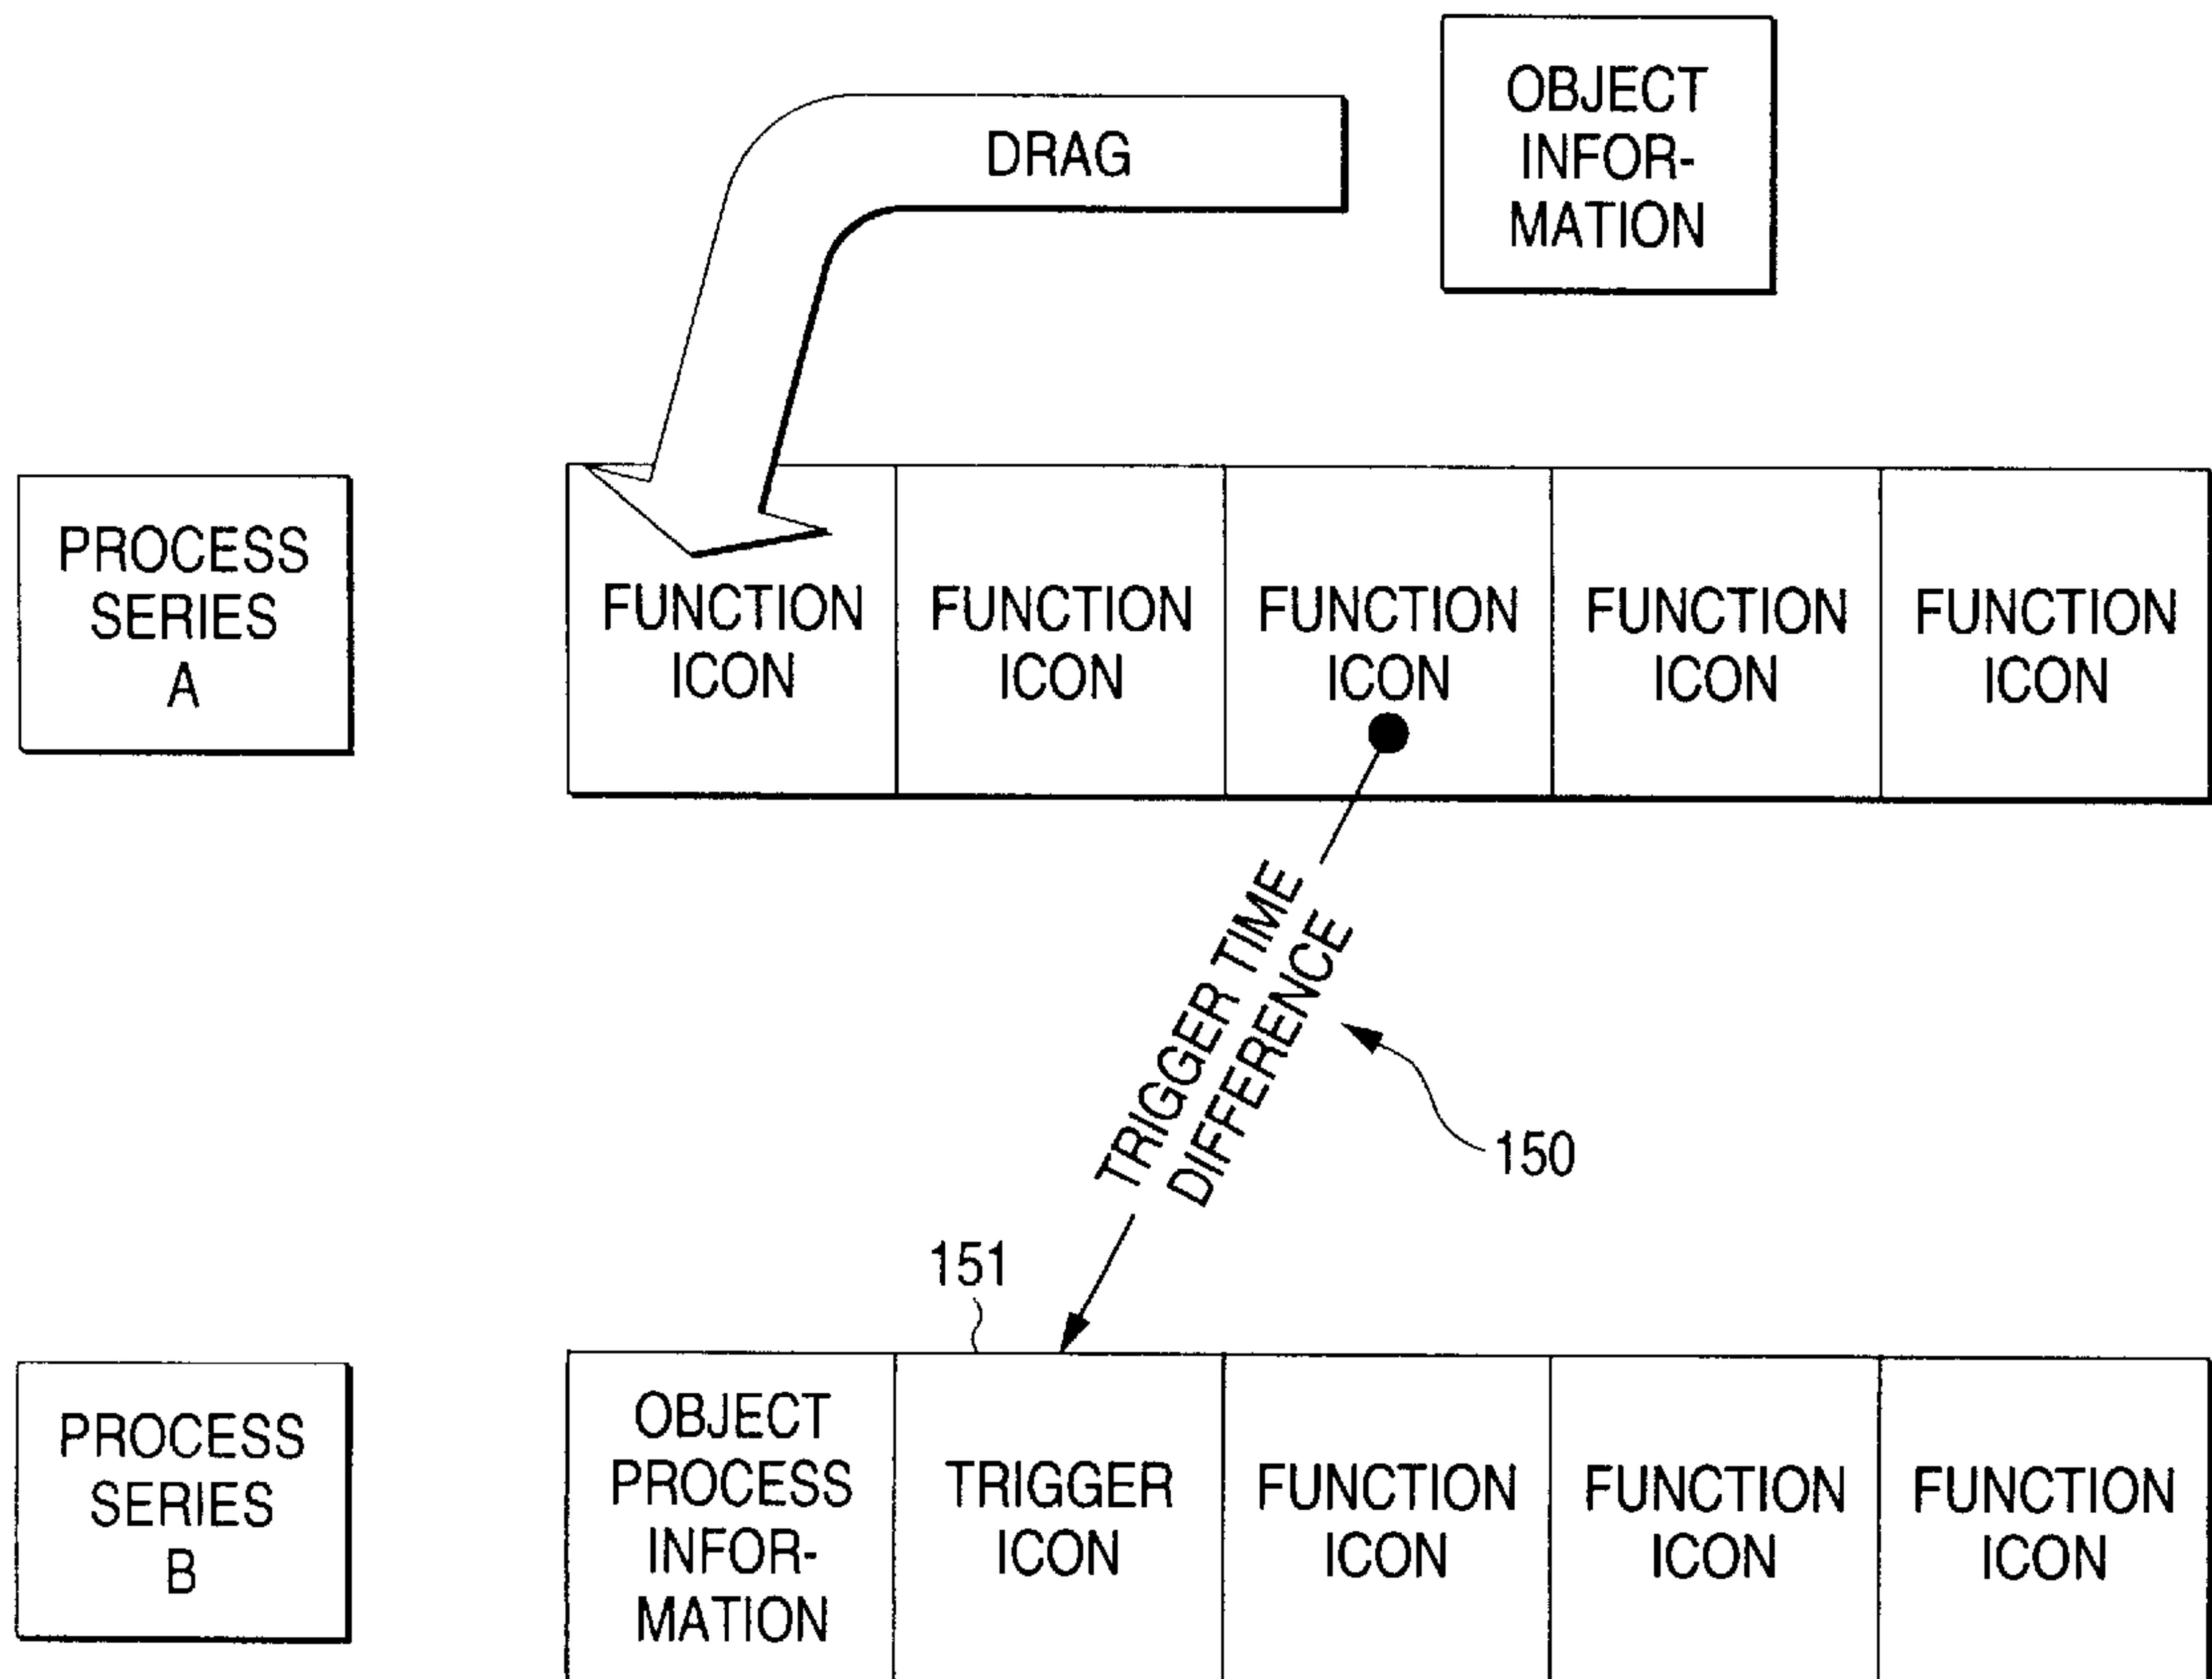 OBJECT
INFOR-
MATION
DRAG
PROCESS
SERIES
A
FUNCTION
ICON
FUNCTION
ICON
FUNCTION
ICON
FUNCTION
ICON
FUNCTION
ICON
TRIGGER TIME
DIFFERENCE
150
151
PROCESS
SERIES
B
OBJECT
PROCESS
INFOR-
MATION
TRIGGER
ICON
FUNCTION
ICON
FUNCTION
ICON
FUNCTION
ICON